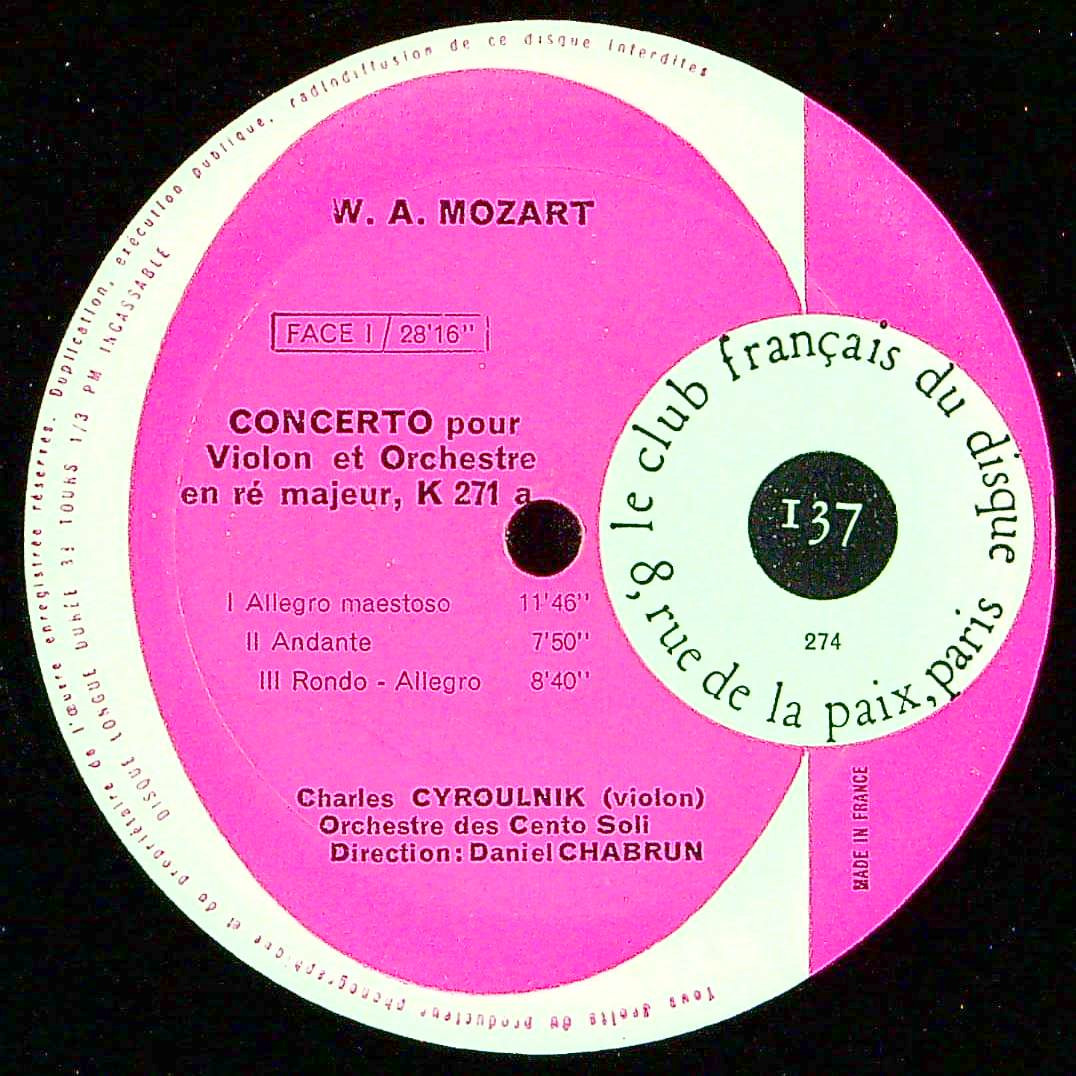 W. A. MOZART
FACE I / 28'16''
CONCERTO pour
Violon et Orchestre
en ré majeur, K 271 a
I Allegro maestoso 11'46''
II Andante 7'50''
III Rondo - Allegro 8'40''
Charles CYROULNIK (violon)
Orchestre des Cento Soli
Direction: Daniel CHABRUN
le club français du disque
8, rue de la paix, paris
137
274
MADE IN FRANCE
Tous droits du producteur phonographique et du propriétaire de l'œuvre enregistrée réservés. Duplication, exécution publique, radiodiffusion de ce disque interdites
DISQUE LONGUE DURÉE 33 TOURS 1/3 PM INCASSABLE